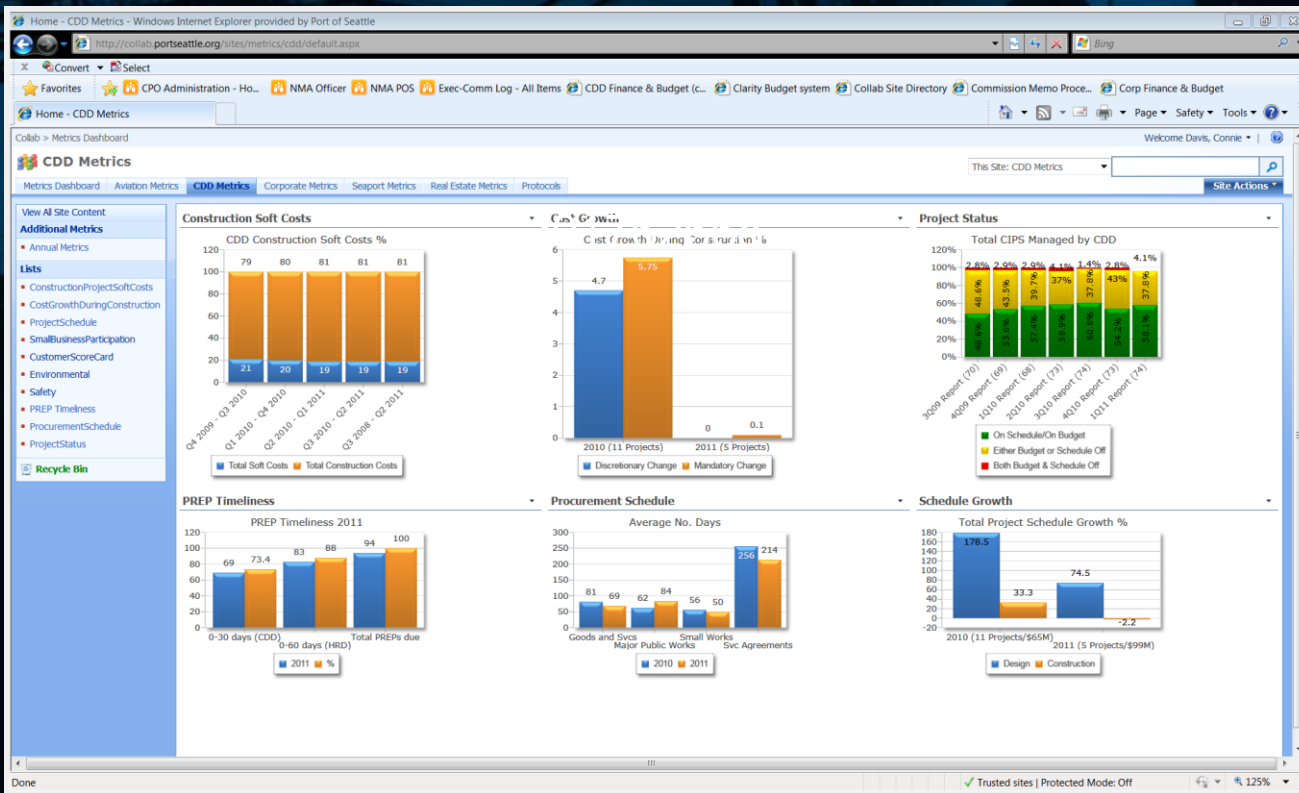 Home - CDD Metrics - Windows Internet Explorer provided by Port of Seattle
http://collab.portseattle.org/sites/metrics/cdd/default.aspx
Bing
X Convert Select
Favorites CPO Administration - Ho... NMA Officer NMA POS Exec-Comm Log - All Items CDD Finance & Budget (c... Clarity Budget system Collab Site Directory Commission Memo Proce... Corp Finance & Budget
Home - CDD Metrics
Page Safety Tools
Collab > Metrics Dashboard
Welcome Davis, Connie
CDD Metrics
This Site: CDD Metrics
Metrics Dashboard Aviation Metrics CDD Metrics Corporate Metrics Seaport Metrics Real Estate Metrics Protocols
Site Actions
View All Site Content
Additional Metrics
Annual Metrics
Lists
ConstructionProjectSoftCosts
CostGrowthDuringConstruction
ProjectSchedule
SmallBusinessParticipation
CustomerScoreCard
Environmental
Safety
PREP Timeliness
ProcurementSchedule
ProjectStatus
Recycle Bin
Construction Soft Costs
CDD Construction Soft Costs %
120
100
80
60
40
20
0
79 80 81 81 81
21 20 19 19 19
Q4 2009 - Q3 2010
Q1 2010 - Q4 2010
Q2 2010 - Q1 2011
Q3 2010 - Q2 2011
Q3 2008 - Q2 2011
Total Soft Costs Total Construction Costs
Cost Growth
Cost Growth During Construction %
6
5
4
3
2
1
0
4.7 5.75 0 0.1
2010 (11 Projects) 2011 (5 Projects)
Discretionary Change Mandatory Change
Project Status
Total CIPS Managed by CDD
120%
100%
80%
60%
40%
20%
0%
2.8% 2.9% 2.9% 4.1% 1.4% 2.8% 4.1%
48.6% 43.5% 39.7% 37% 37.8% 43% 37.8%
48.6% 53.6% 57.4% 58.9% 60.8% 54.2% 58.1%
3Q09 Report (70)
4Q09 Report (69)
1Q10 Report (68)
2Q10 Report (73)
3Q10 Report (74)
4Q10 Report (73)
1Q11 Report (74)
On Schedule/On Budget
Either Budget or Schedule Off
Both Budget & Schedule Off
PREP Timeliness
PREP Timeliness 2011
120
100
80
60
40
20
0
69 73.4 83 88 94 100
0-30 days (CDD) Total PREPs due
0-60 days (HRD)
2011 %
Procurement Schedule
Average No. Days
300
250
200
150
100
50
0
81 69 62 84 56 50 256 214
Goods and Svcs Small Works
Major Public Works Svc Agreements
2010 2011
Schedule Growth
Total Project Schedule Growth %
180
160
140
120
100
80
60
40
20
0
-20
178.5 33.3 74.5 -2.2
2010 (11 Projects/$65M)
2011 (5 Projects/$99M)
Design Construction
Done
Trusted sites | Protected Mode: Off
125%